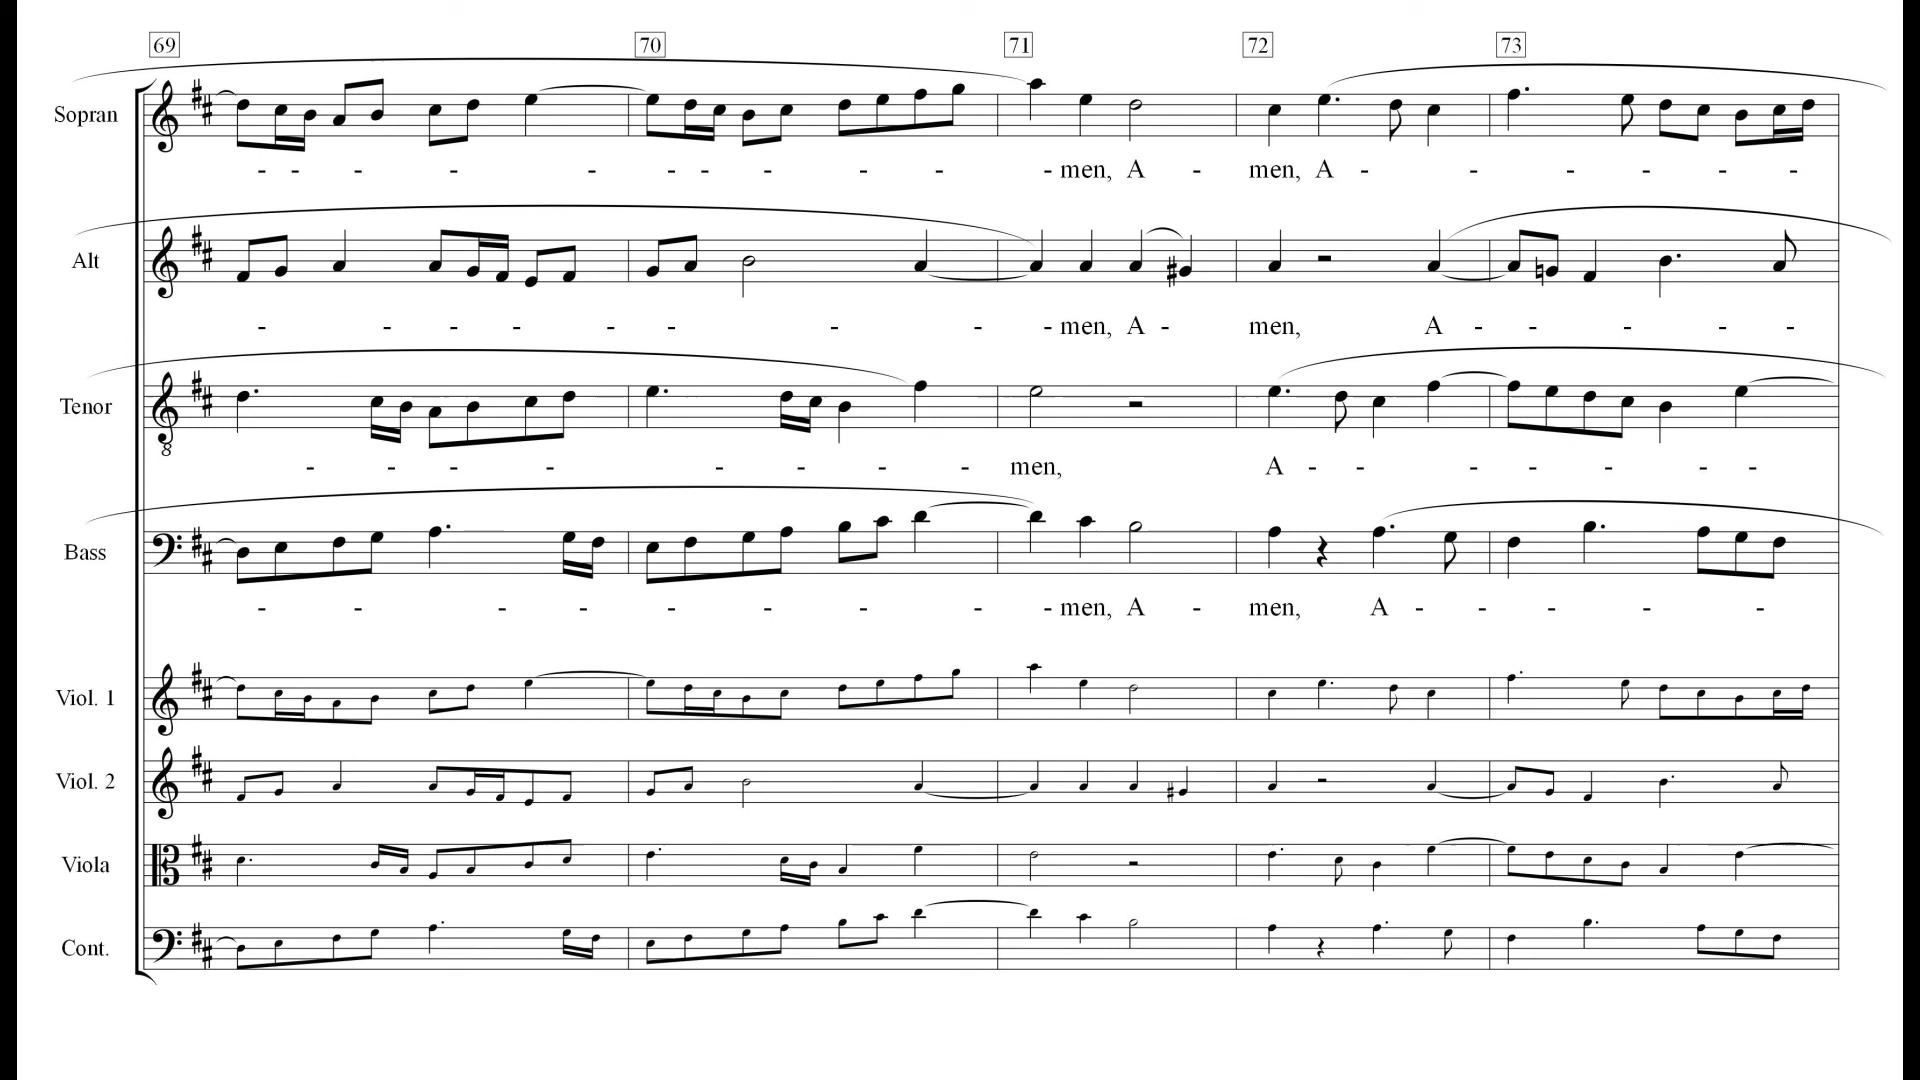 69 70 71 72 73
Sopran
- - - - - - - - - - - men, A - men, A - - - - - -
Alt
- - - - - - - - - men, A - men, A - - - - -
Tenor
8
- - - - - - - - men, A - - - - - - -
Bass
- - - - - - - - - men, A - men, A - - - - -
Viol. 1
Viol. 2
Viola
Cont.